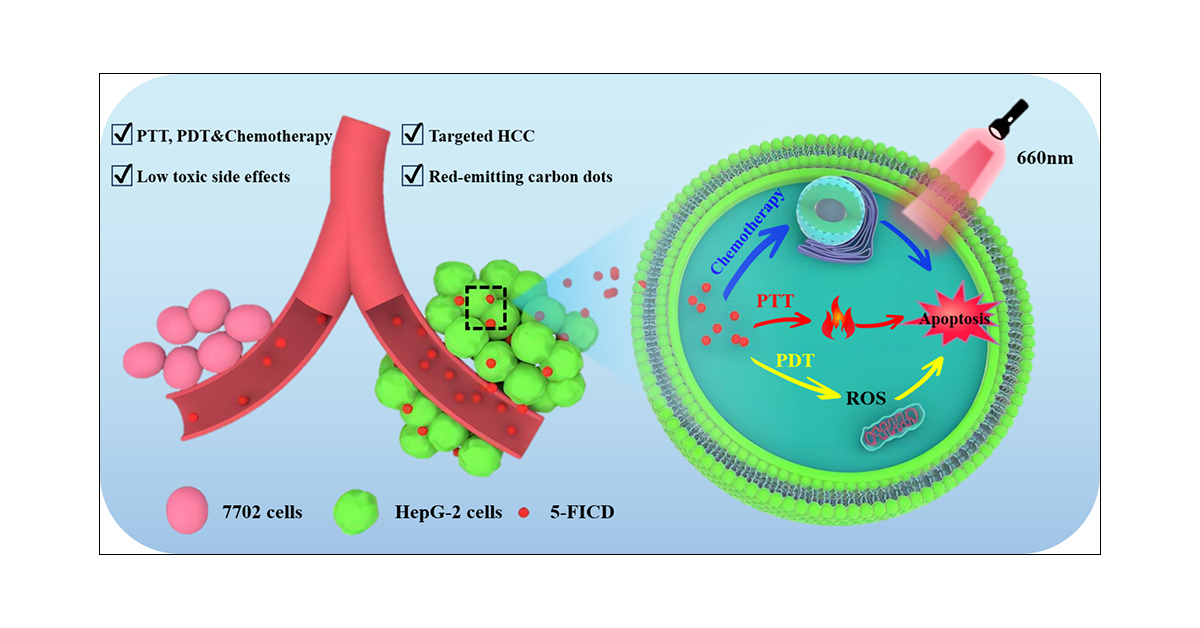 PTT, PDT&Chemotherapy
Targeted HCC
Low toxic side effects
Red-emitting carbon dots
660nm
Chemotherapy
PTT
Apoptosis
PDT
ROS
7702 cells
HepG-2 cells
5-FICD